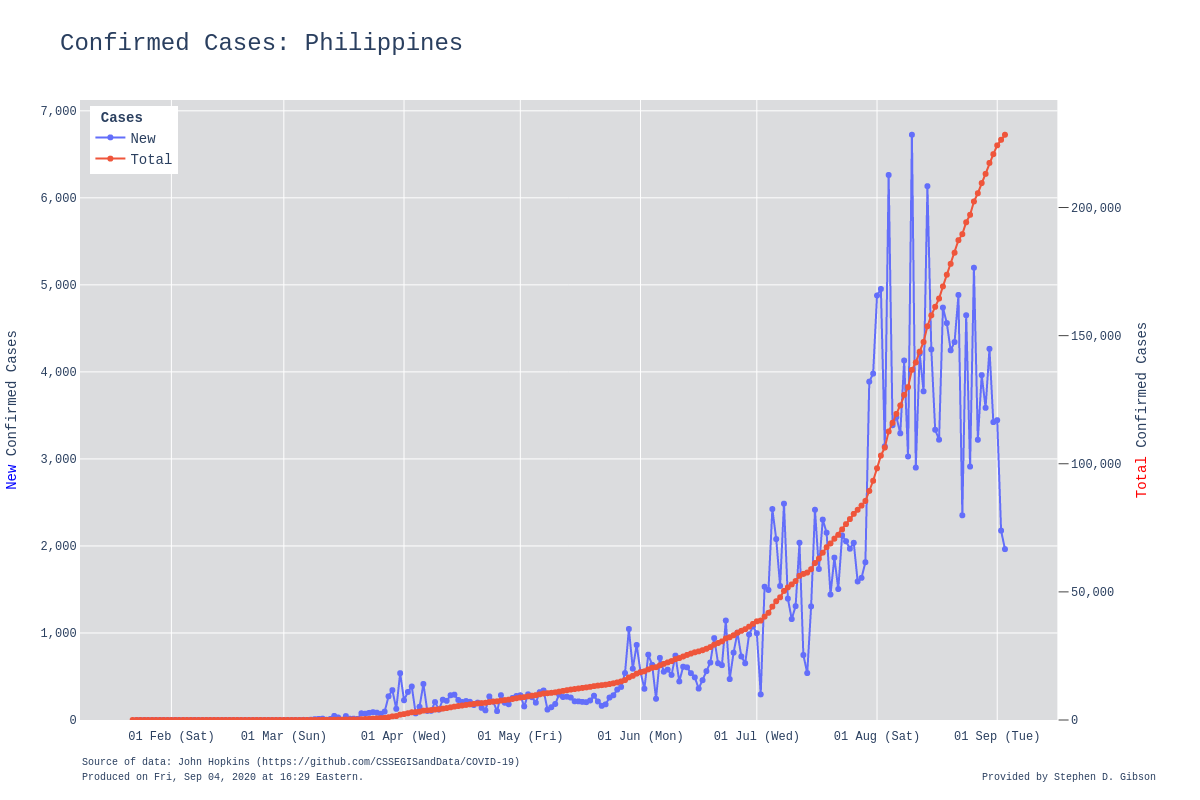 Confirmed Cases: Philippines
Cases
New
Total
7,000
6,000
5,000
4,000
3,000
2,000
1,000
0
New Confirmed Cases
200,000
150,000
100,000
50,000
0
Total Confirmed Cases
01 Feb (Sat) 01 Mar (Sun) 01 Apr (Wed) 01 May (Fri) 01 Jun (Mon) 01 Jul (Wed) 01 Aug (Sat) 01 Sep (Tue)
Source of data: John Hopkins (https://github.com/CSSEGISandData/COVID-19)
Produced on Fri, Sep 04, 2020 at 16:29 Eastern.
Provided by Stephen D. Gibson